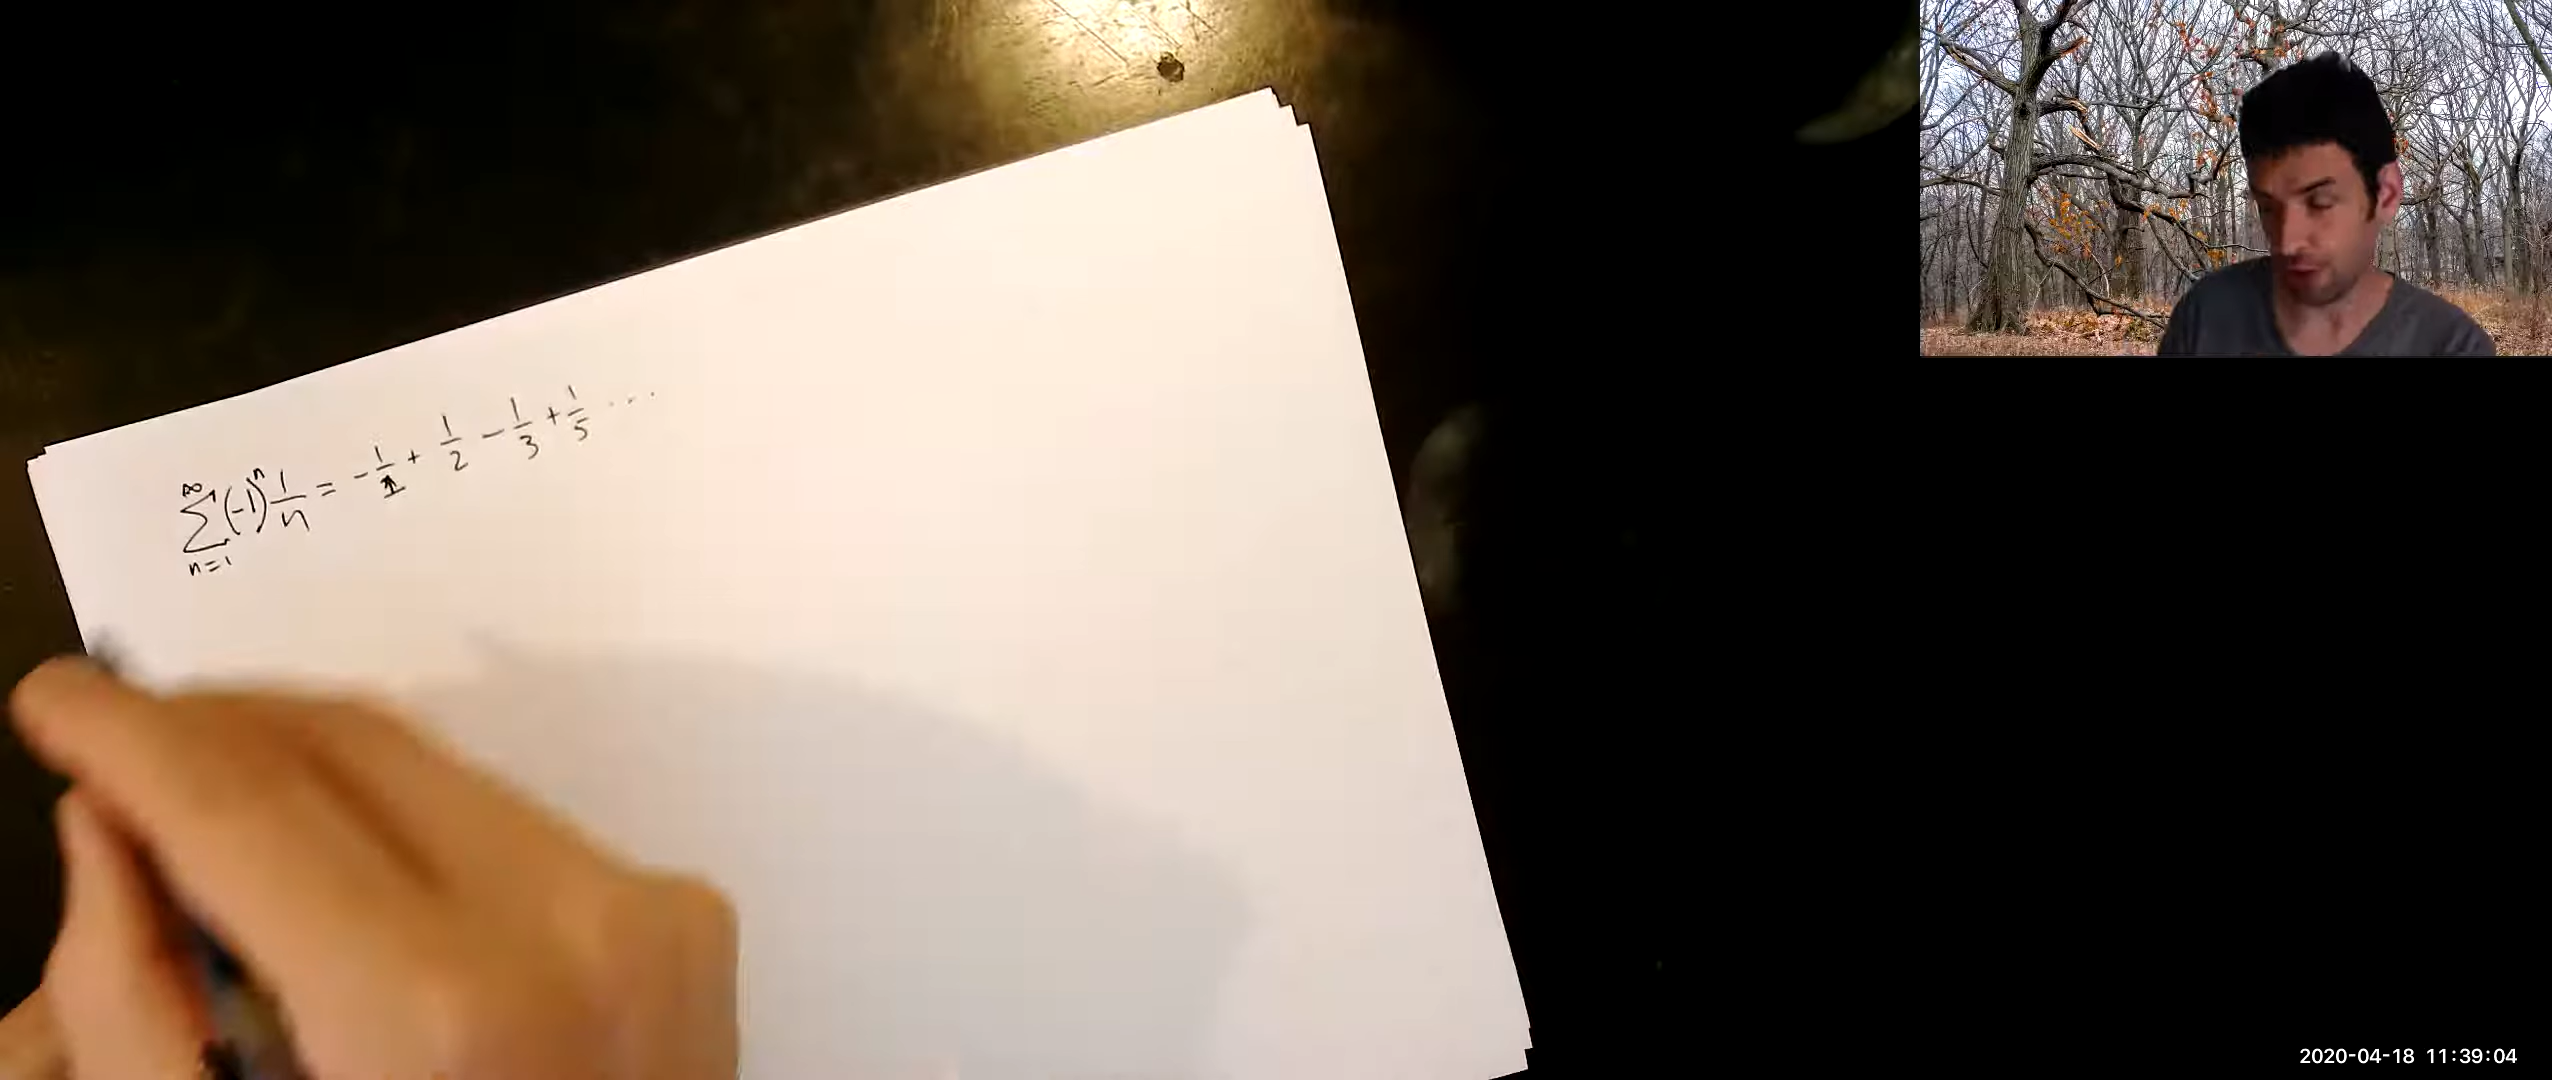 ∞
∑ (-1)^n 1/n = - 1/1 + 1/2 - 1/3 + 1/5 ...
n=1
2020-04-18 11:39:04